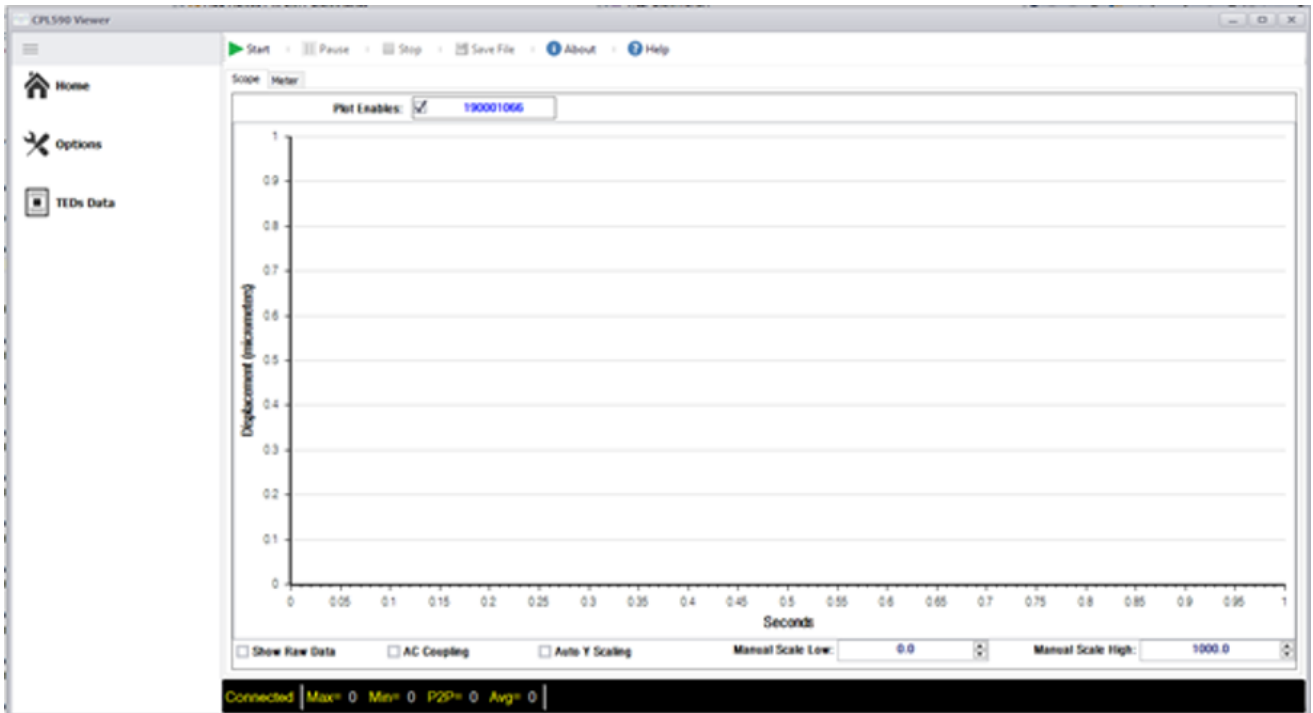 CPL590 Viewer
Start Pause Stop Save File About Help
Home
Options
TEDs Data
Scope Meter
Plot Enables: 190001066
1
0.9
0.8
0.7
0.6
0.5
0.4
0.3
0.2
0.1
0
Displacement (micrometers)
0 0.05 0.1 0.15 0.2 0.25 0.3 0.35 0.4 0.45 0.5 0.55 0.6 0.65 0.7 0.75 0.8 0.85 0.9 0.95 1
Seconds
Show Raw Data AC Coupling Auto Y Scaling Manual Scale Low: 0.0 Manual Scale High: 1000.0
Connected Max= 0 Min= 0 P2P= 0 Avg= 0